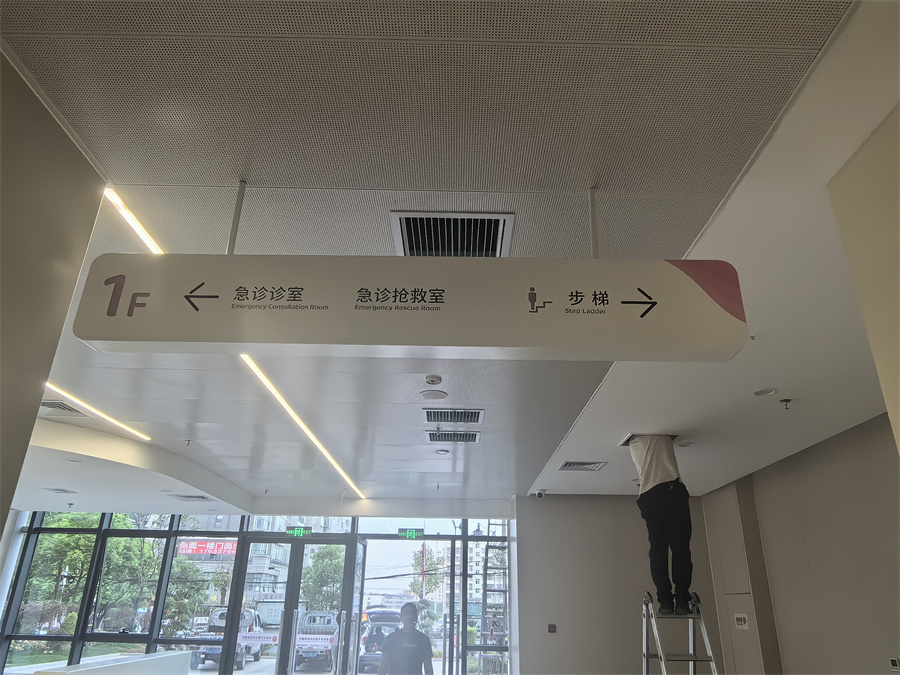 1F
急诊诊室
Emergency Consultation Room
急诊抢救室
Emergency Rescue Room
步梯
Step Ladder